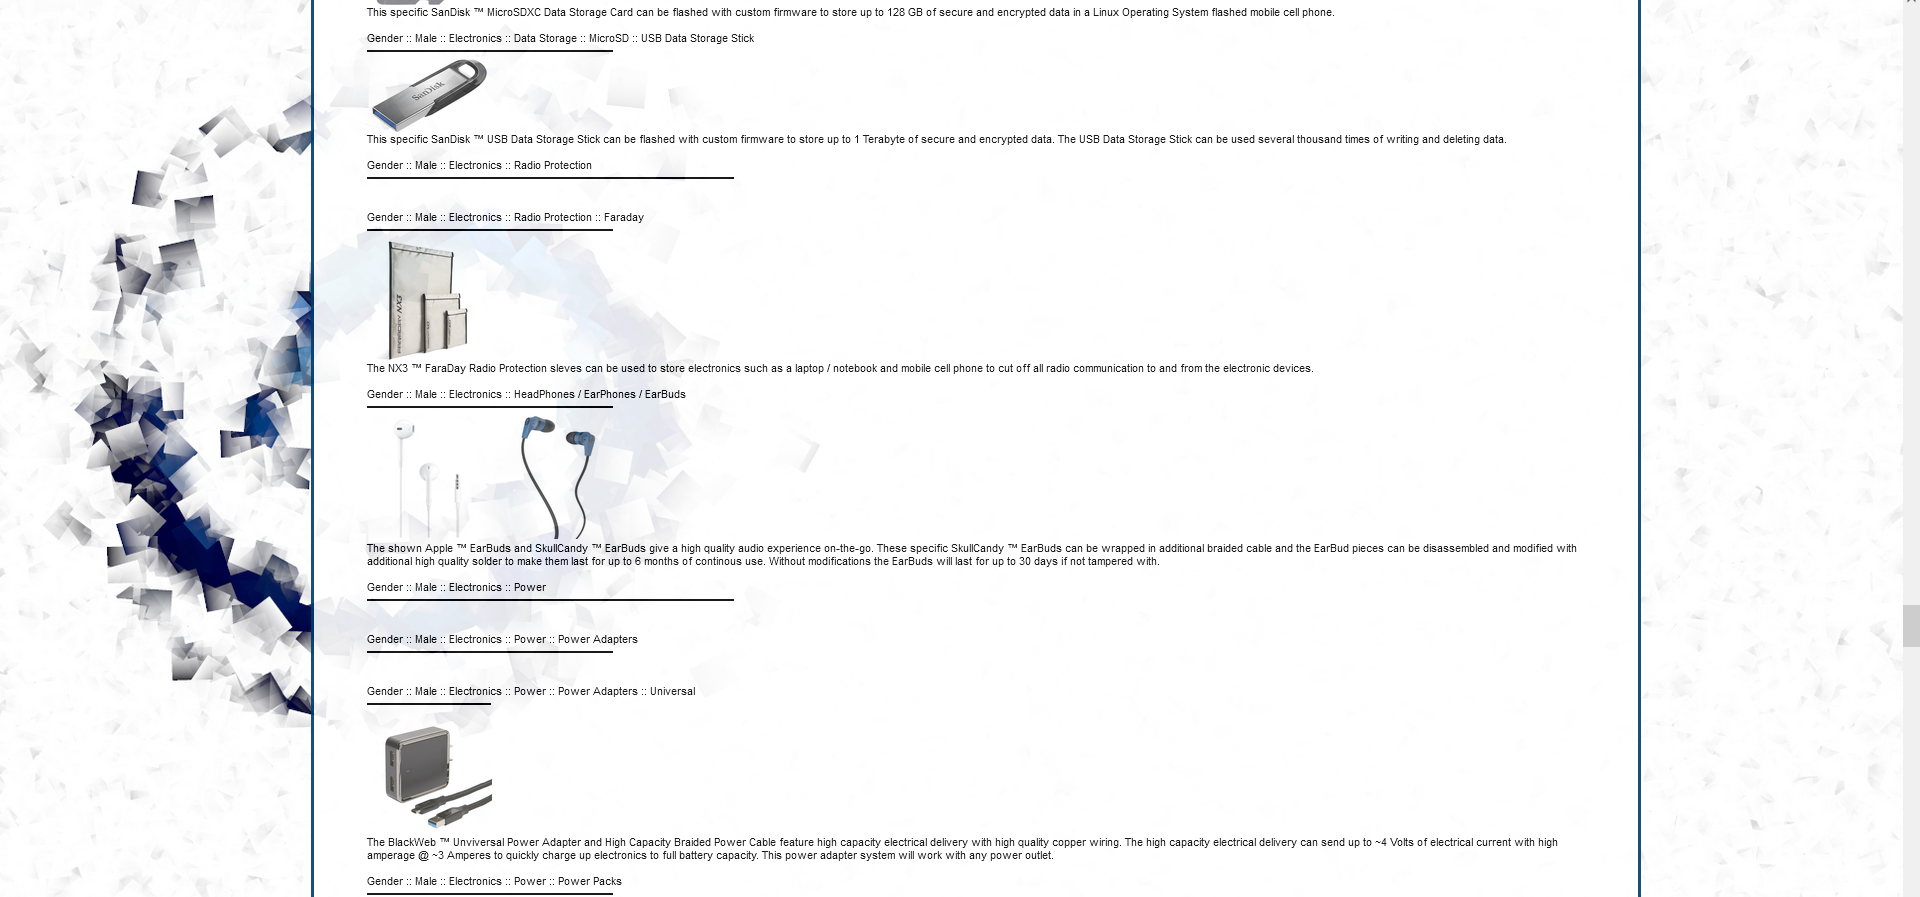 This specific SanDisk ™ MicroSDXC Data Storage Card can be flashed with custom firmware to store up to 128 GB of secure and encrypted data in a Linux Operating System flashed mobile cell phone.
Gender :: Male :: Electronics :: Data Storage :: MicroSD :: USB Data Storage Stick
SanDisk
This specific SanDisk ™ USB Data Storage Stick can be flashed with custom firmware to store up to 1 Terabyte of secure and encrypted data. The USB Data Storage Stick can be used several thousand times of writing and deleting data.
Gender :: Male :: Electronics :: Radio Protection
Gender :: Male :: Electronics :: Radio Protection :: Faraday
FARADAY NX3
The NX3 ™ FaraDay Radio Protection sleves can be used to store electronics such as a laptop / notebook and mobile cell phone to cut off all radio communication to and from the electronic devices.
Gender :: Male :: Electronics :: HeadPhones / EarPhones / EarBuds
The shown Apple ™ EarBuds and SkullCandy ™ EarBuds give a high quality audio experience on-the-go. These specific SkullCandy ™ EarBuds can be wrapped in additional braided cable and the EarBud pieces can be disassembled and modified with
additional high quality solder to make them last for up to 6 months of continous use. Without modifications the EarBuds will last for up to 30 days if not tampered with.
Gender :: Male :: Electronics :: Power
Gender :: Male :: Electronics :: Power :: Power Adapters
Gender :: Male :: Electronics :: Power :: Power Adapters :: Universal
The BlackWeb ™ Unviversal Power Adapter and High Capacity Braided Power Cable feature high capacity electrical delivery with high quality copper wiring. The high capacity electrical delivery can send up to ~4 Volts of electrical current with high
amperage @ ~3 Amperes to quickly charge up electronics to full battery capacity. This power adapter system will work with any power outlet.
Gender :: Male :: Electronics :: Power :: Power Packs